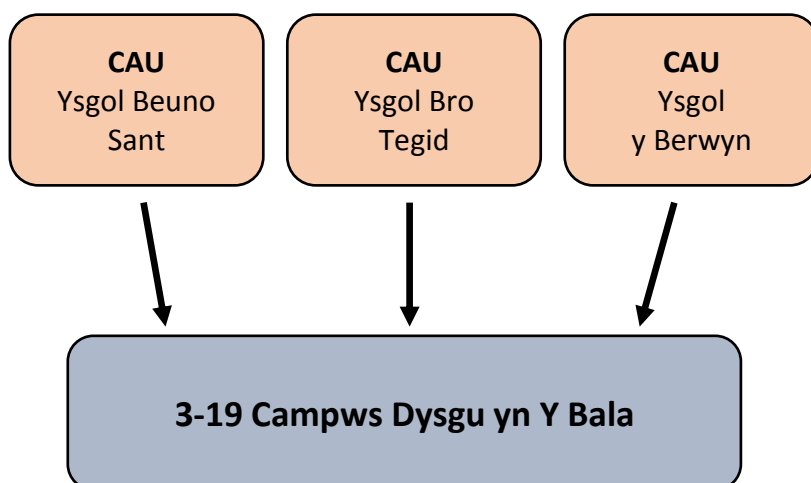 CAU
Ysgol Beuno
Sant
CAU
Ysgol Bro
Tegid
CAU
Ysgol
y Berwyn
3-19 Campws Dysgu yn Y Bala